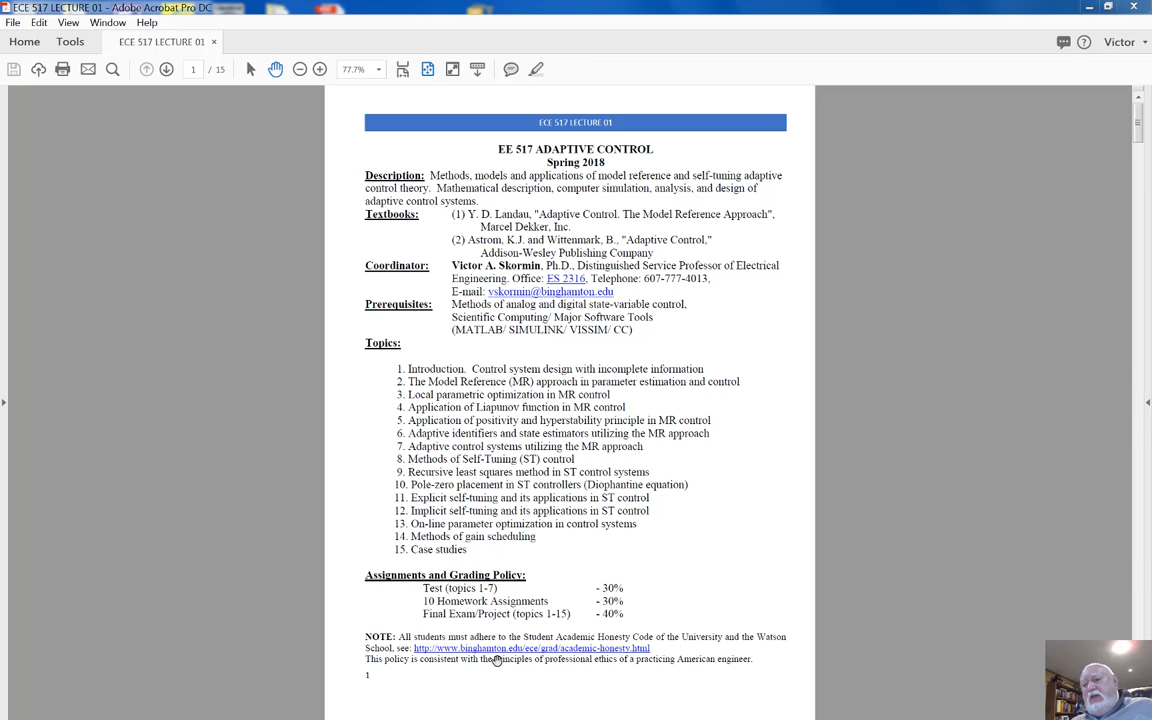 ECE 517 LECTURE 01 - Adobe Acrobat Pro DC
File Edit View Window Help
Home Tools ECE 517 LECTURE 01 ×
1 / 15 77.7% Victor
ECE 517 LECTURE 01
EE 517 ADAPTIVE CONTROL
Spring 2018
Description: Methods, models and applications of model reference and self-tuning adaptive
control theory. Mathematical description, computer simulation, analysis, and design of
adaptive control systems.
Textbooks: (1) Y. D. Landau, "Adaptive Control. The Model Reference Approach",
Marcel Dekker, Inc.
(2) Astrom, K.J. and Wittenmark, B., "Adaptive Control,"
Addison-Wesley Publishing Company
Coordinator: Victor A. Skormin, Ph.D., Distinguished Service Professor of Electrical
Engineering. Office: ES 2316, Telephone: 607-777-4013,
E-mail: vskormin@binghamton.edu
Prerequisites: Methods of analog and digital state-variable control,
Scientific Computing/ Major Software Tools
(MATLAB/ SIMULINK/ VISSIM/ CC)
Topics:
1. Introduction. Control system design with incomplete information
2. The Model Reference (MR) approach in parameter estimation and control
3. Local parametric optimization in MR control
4. Application of Liapunov function in MR control
5. Application of positivity and hyperstability principle in MR control
6. Adaptive identifiers and state estimators utilizing the MR approach
7. Adaptive control systems utilizing the MR approach
8. Methods of Self-Tuning (ST) control
9. Recursive least squares method in ST control systems
10. Pole-zero placement in ST controllers (Diophantine equation)
11. Explicit self-tuning and its applications in ST control
12. Implicit self-tuning and its applications in ST control
13. On-line parameter optimization in control systems
14. Methods of gain scheduling
15. Case studies
Assignments and Grading Policy:
Test (topics 1-7) - 30%
10 Homework Assignments - 30%
Final Exam/Project (topics 1-15) - 40%
NOTE: All students must adhere to the Student Academic Honesty Code of the University and the Watson
School, see: http://www.binghamton.edu/ece/grad/academic-honesty.html
This policy is consistent with the principles of professional ethics of a practicing American engineer.
1